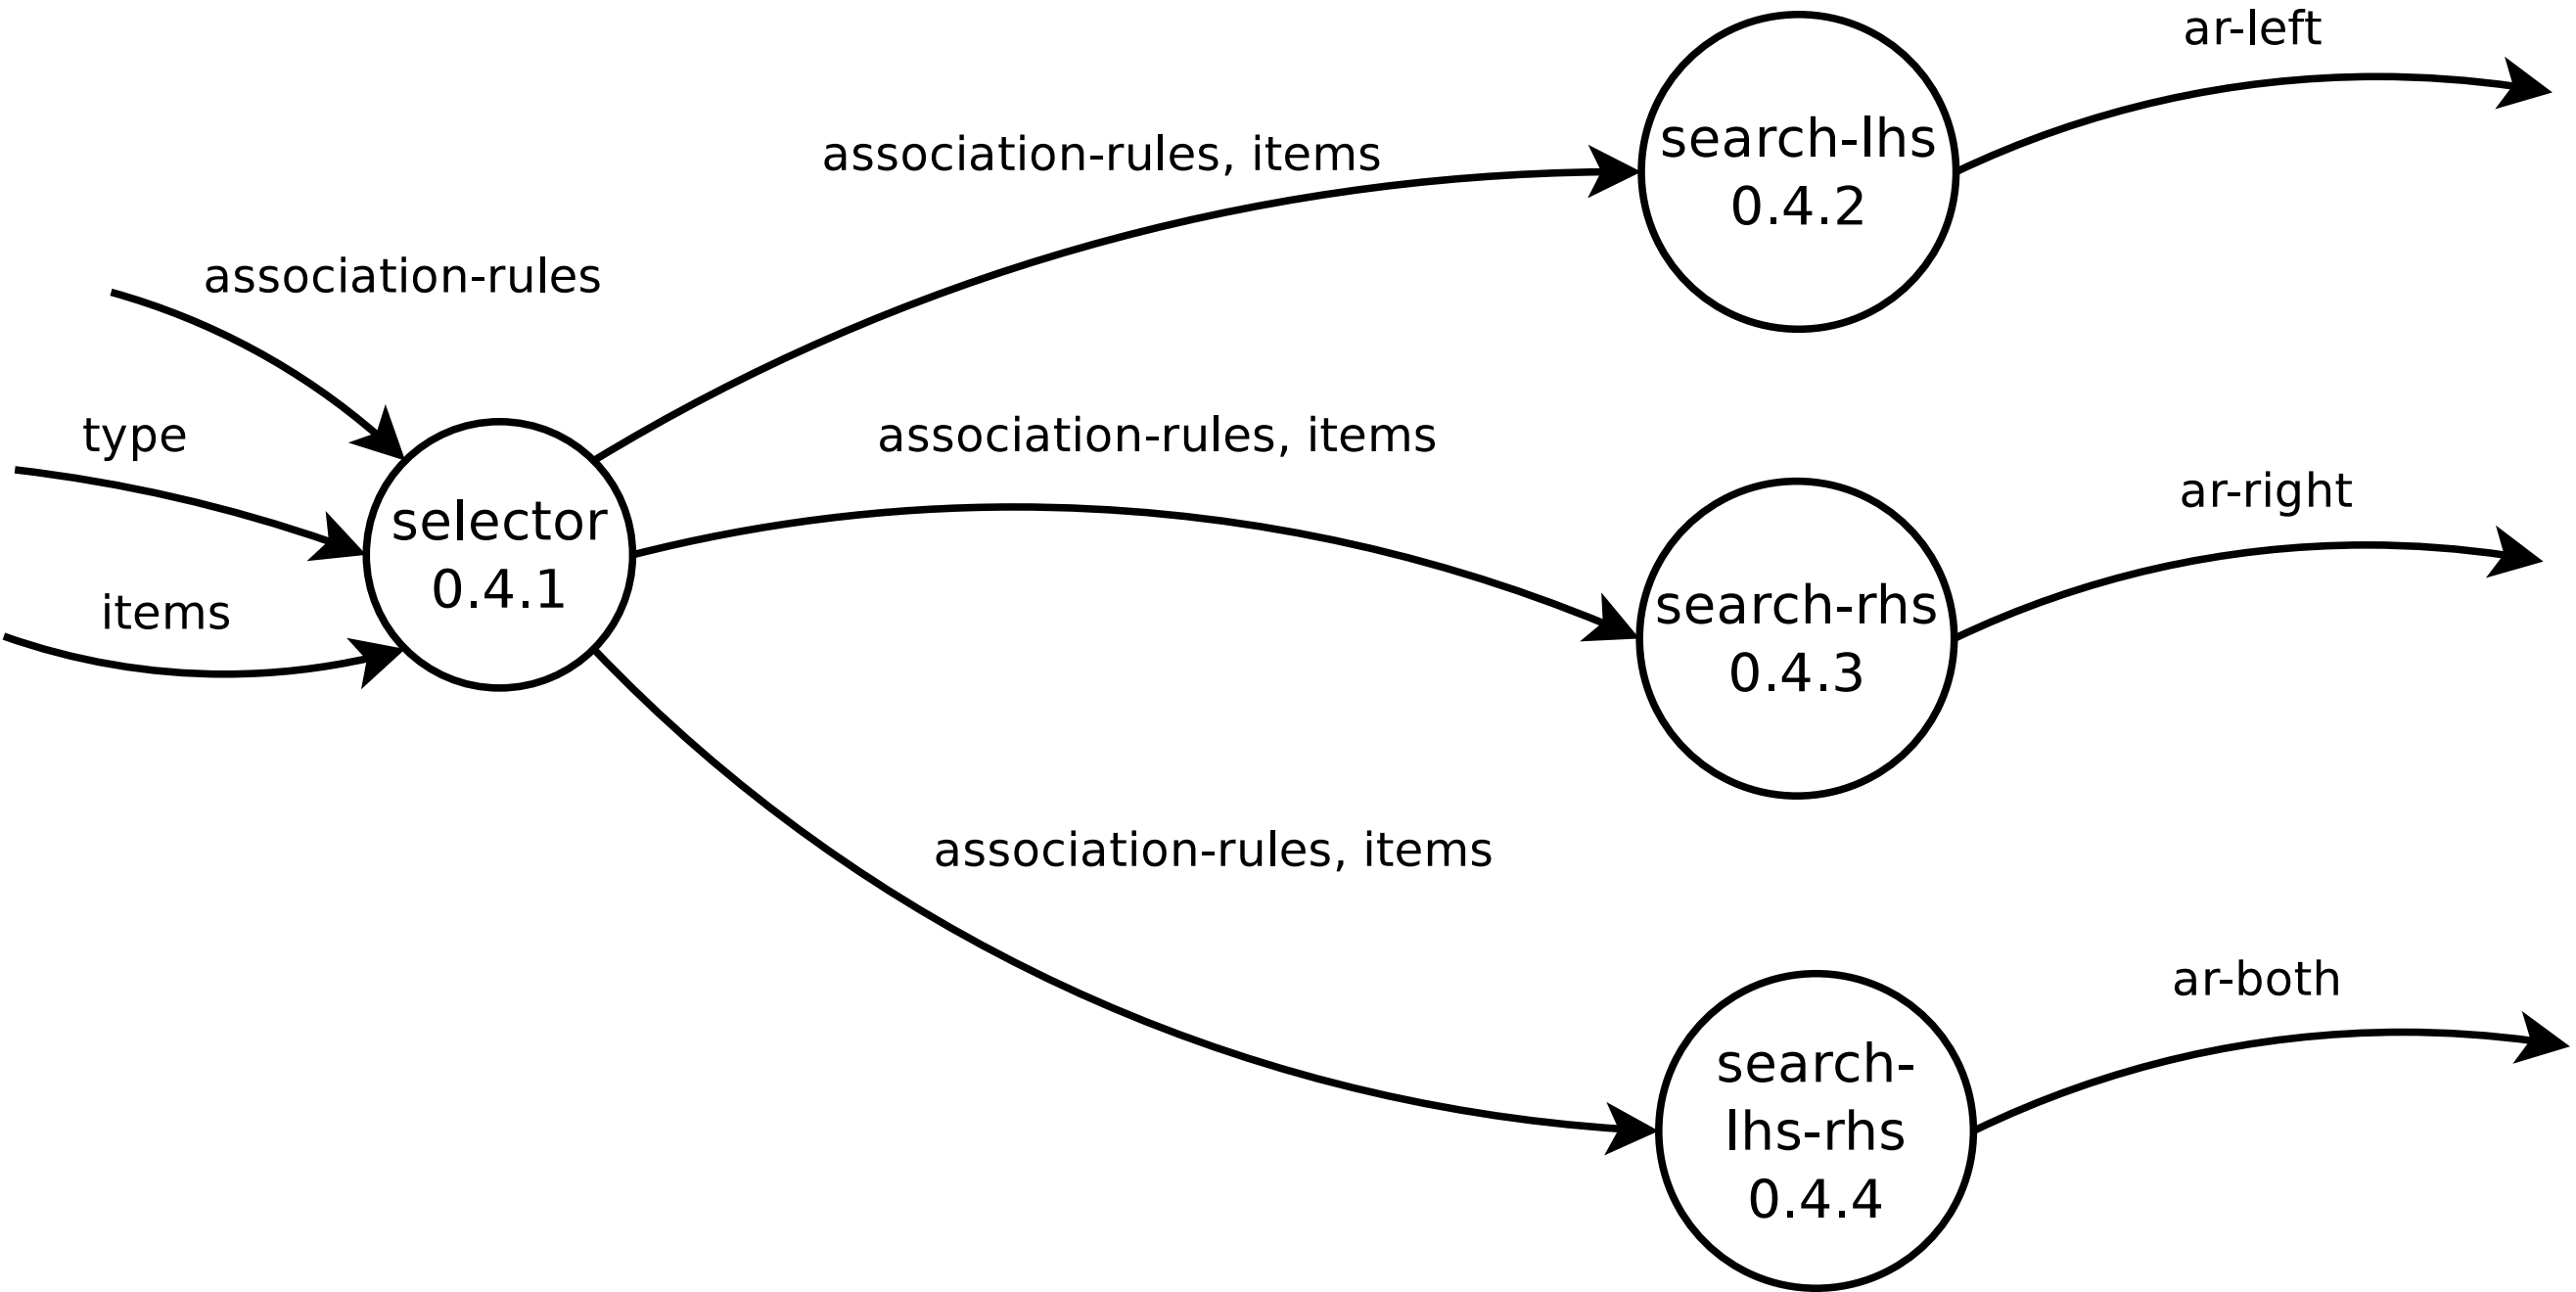 ar-left
search-lhs
0.4.2
association-rules, items
association-rules
type
association-rules, items
ar-right
selector
0.4.1
items
search-rhs
0.4.3
association-rules, items
ar-both
search-
lhs-rhs
0.4.4